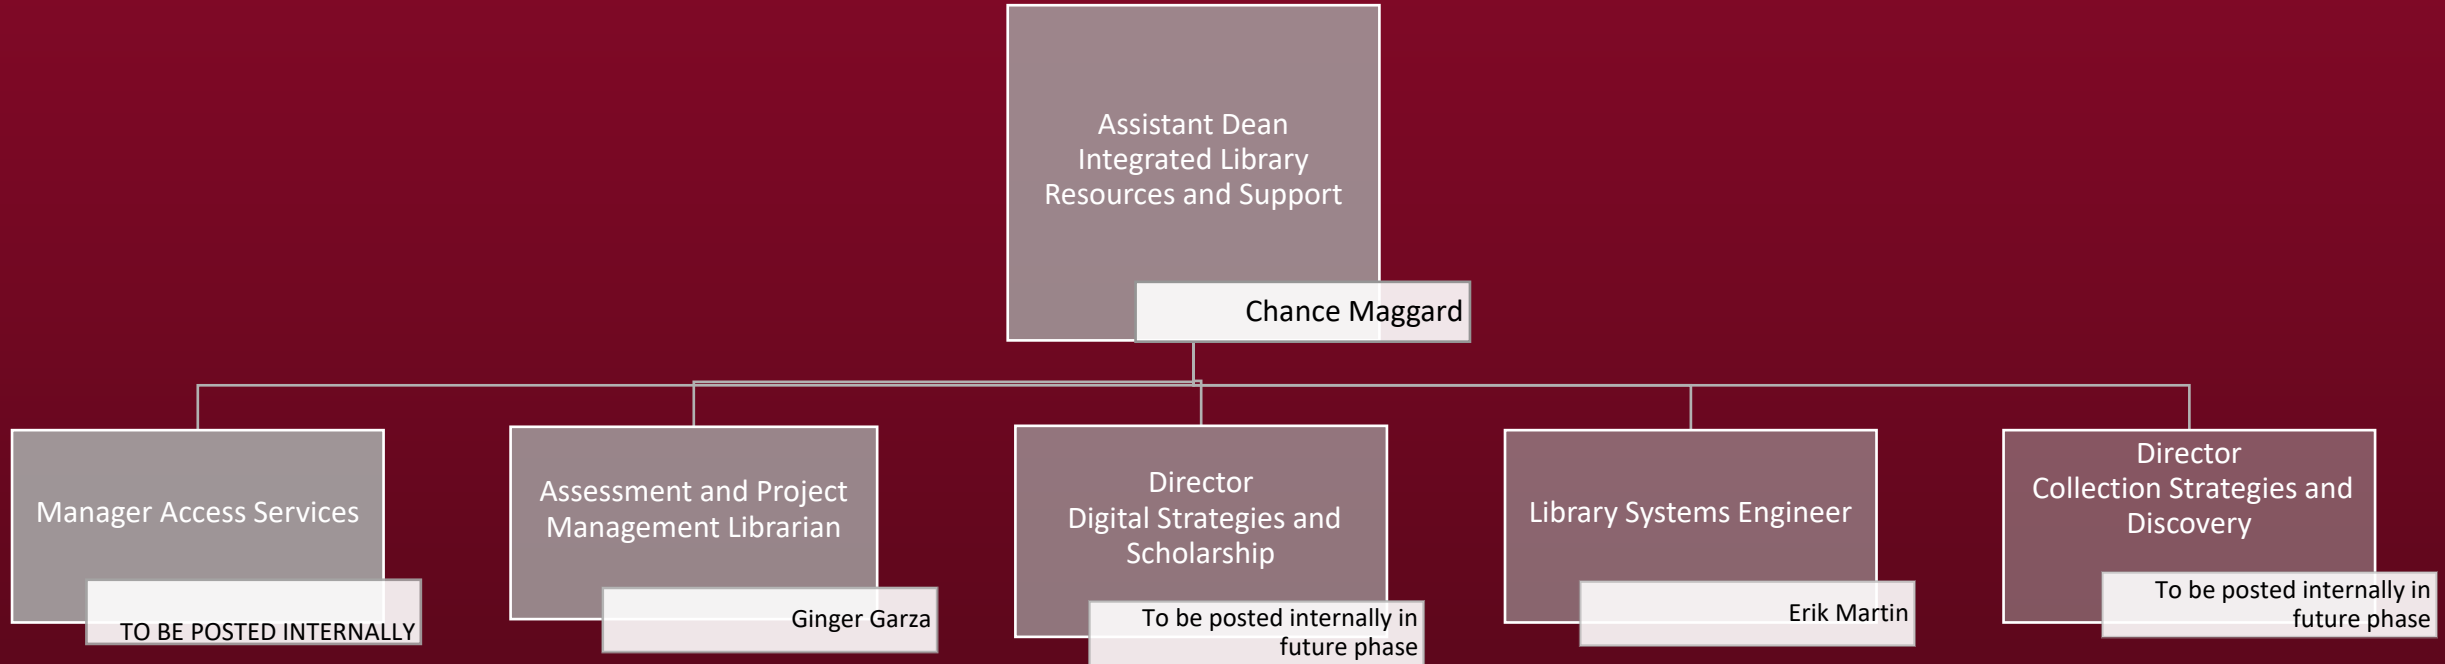 Assistant Dean
Integrated Library
Resources and Support
Chance Maggard
Manager Access Services
TO BE POSTED INTERNALLY
Assessment and Project
Management Librarian
Ginger Garza
Director
Digital Strategies and
Scholarship
To be posted internally in
future phase
Library Systems Engineer
Erik Martin
Director
Collection Strategies and
Discovery
To be posted internally in
future phase